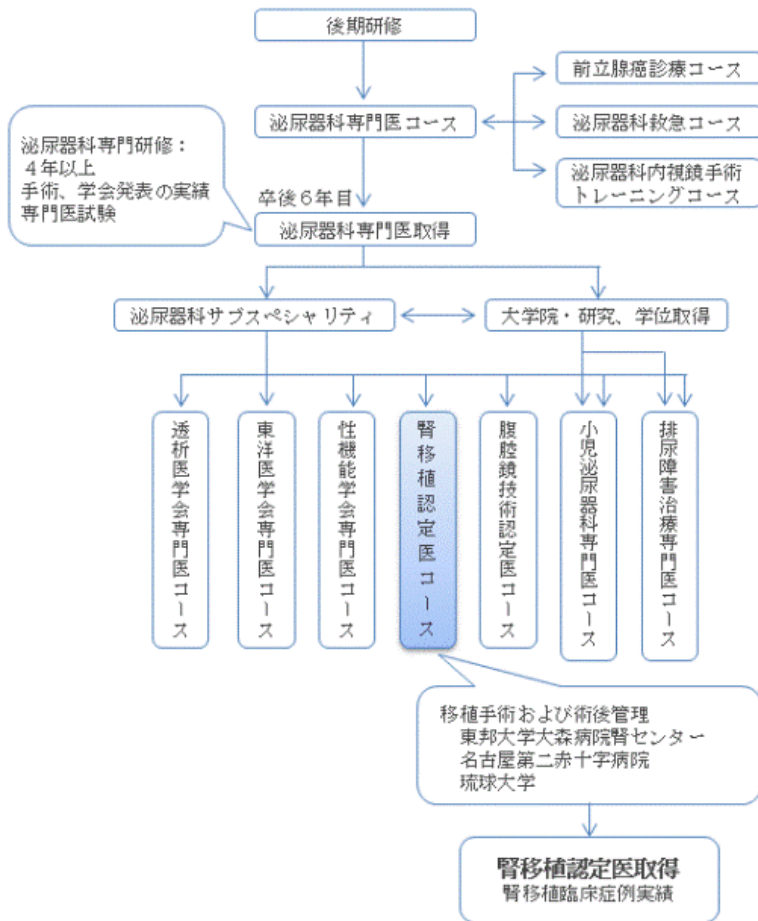 後期研修
前立腺癌診療コース
泌尿器科専門医コース
泌尿器科救急コース
泌尿器科内視鏡手術
トレーニングコース
泌尿器科専門研修：
４年以上
手術、学会発表の実績
専門医試験
卒後６年目
泌尿器科専門医取得
泌尿器科サブスペシャリティ
大学院・研究、学位取得
透析医学会専門医コース
東洋医学会専門医コース
性機能学会専門医コース
腎移植認定医コース
腹腔鏡技術認定医コース
小児泌尿器科専門医コース
排尿障害治療専門医コース
移植手術および術後管理
東邦大学大森病院腎センター
名古屋第二赤十字病院
琉球大学
腎移植認定医取得
腎移植臨床症例実績